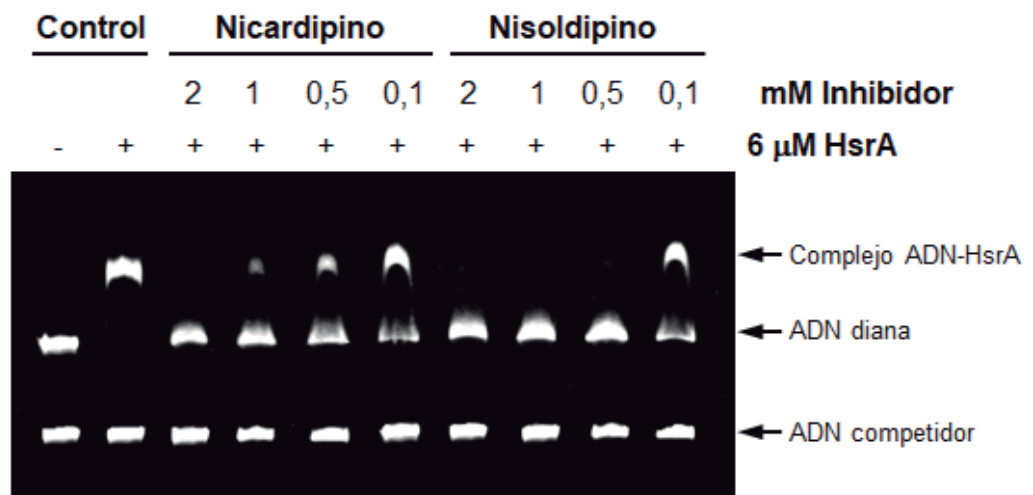 Control Nicardipino Nisoldipino
2 1 0,5 0,1 2 1 0,5 0,1 mM Inhibidor
- + + + + + + + + + 6 μM HsrA
Complejo ADN-HsrA
ADN diana
ADN competidor